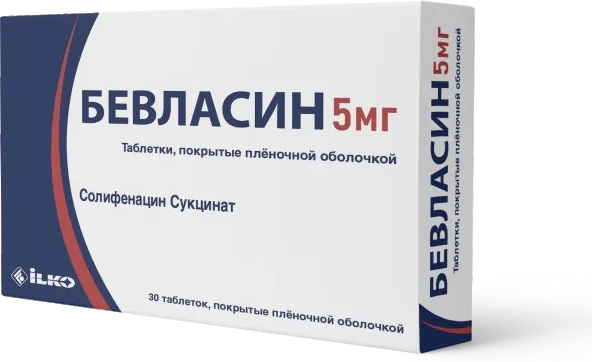 БЕВЛАСИН 5мг
Таблетки, покрытые плёночной оболочкой
Солифенацин Сукцинат
iLKO
30 таблеток, покрытые плёночной оболочкой
БЕВЛАСИН 5мг
Таблетки, покрытые плёночной оболочкой